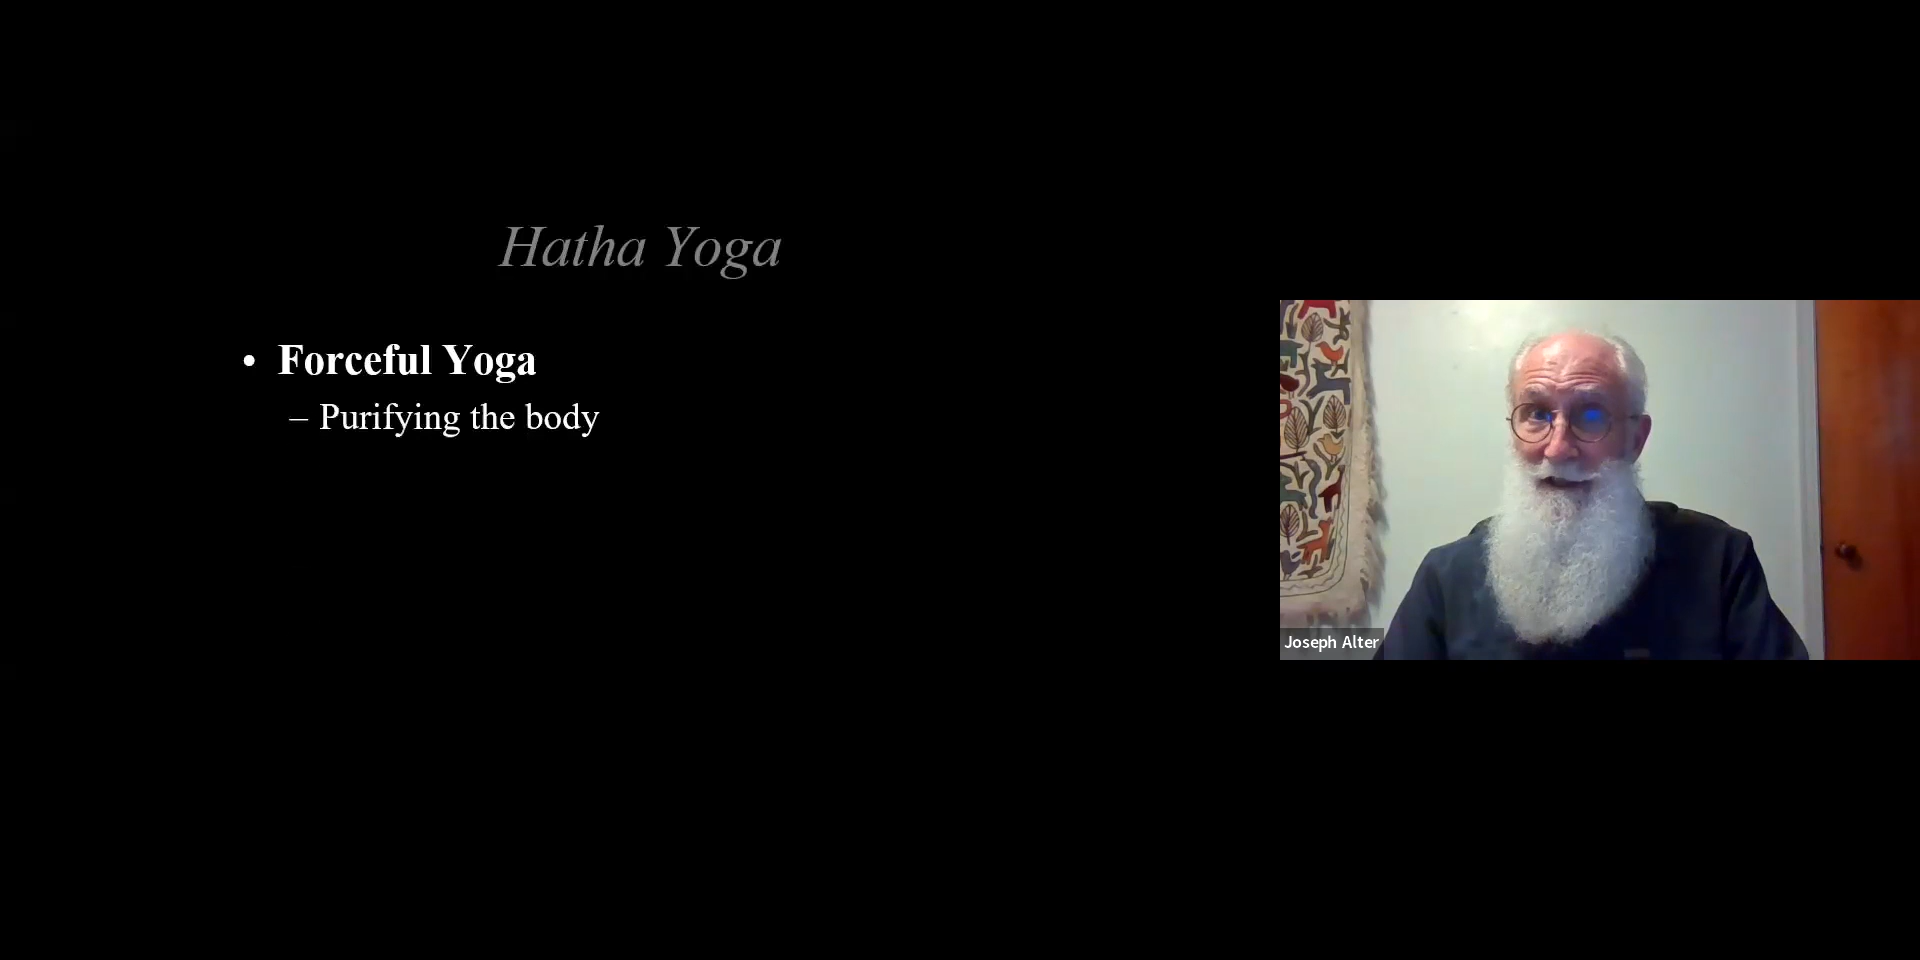 Hatha Yoga
• Forceful Yoga
– Purifying the body
Joseph Alter